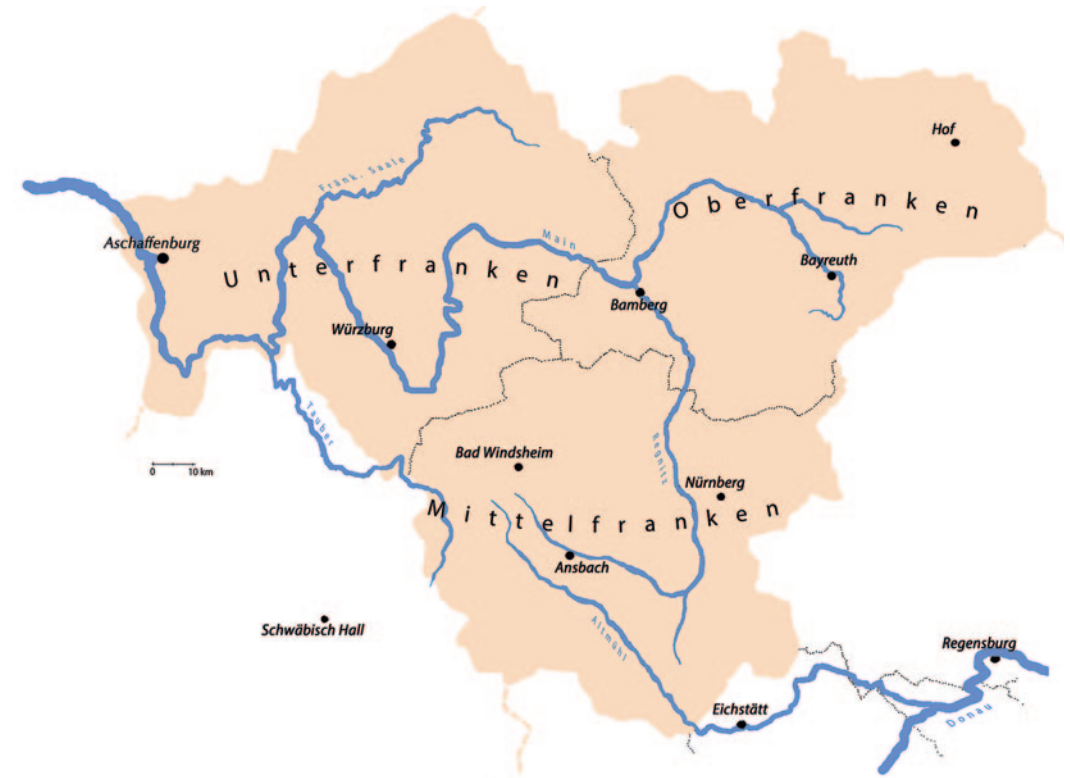 Hof
Fränk. Saale
Oberfranken
Aschaffenburg
Main
Bayreuth
Unterfranken
Bamberg
Würzburg
Tauber
Bad Windsheim
Regnitz
0 10 km
Nürnberg
Mittelfranken
Ansbach
Altmühl
Schwäbisch Hall
Regensburg
Eichstätt
Donau